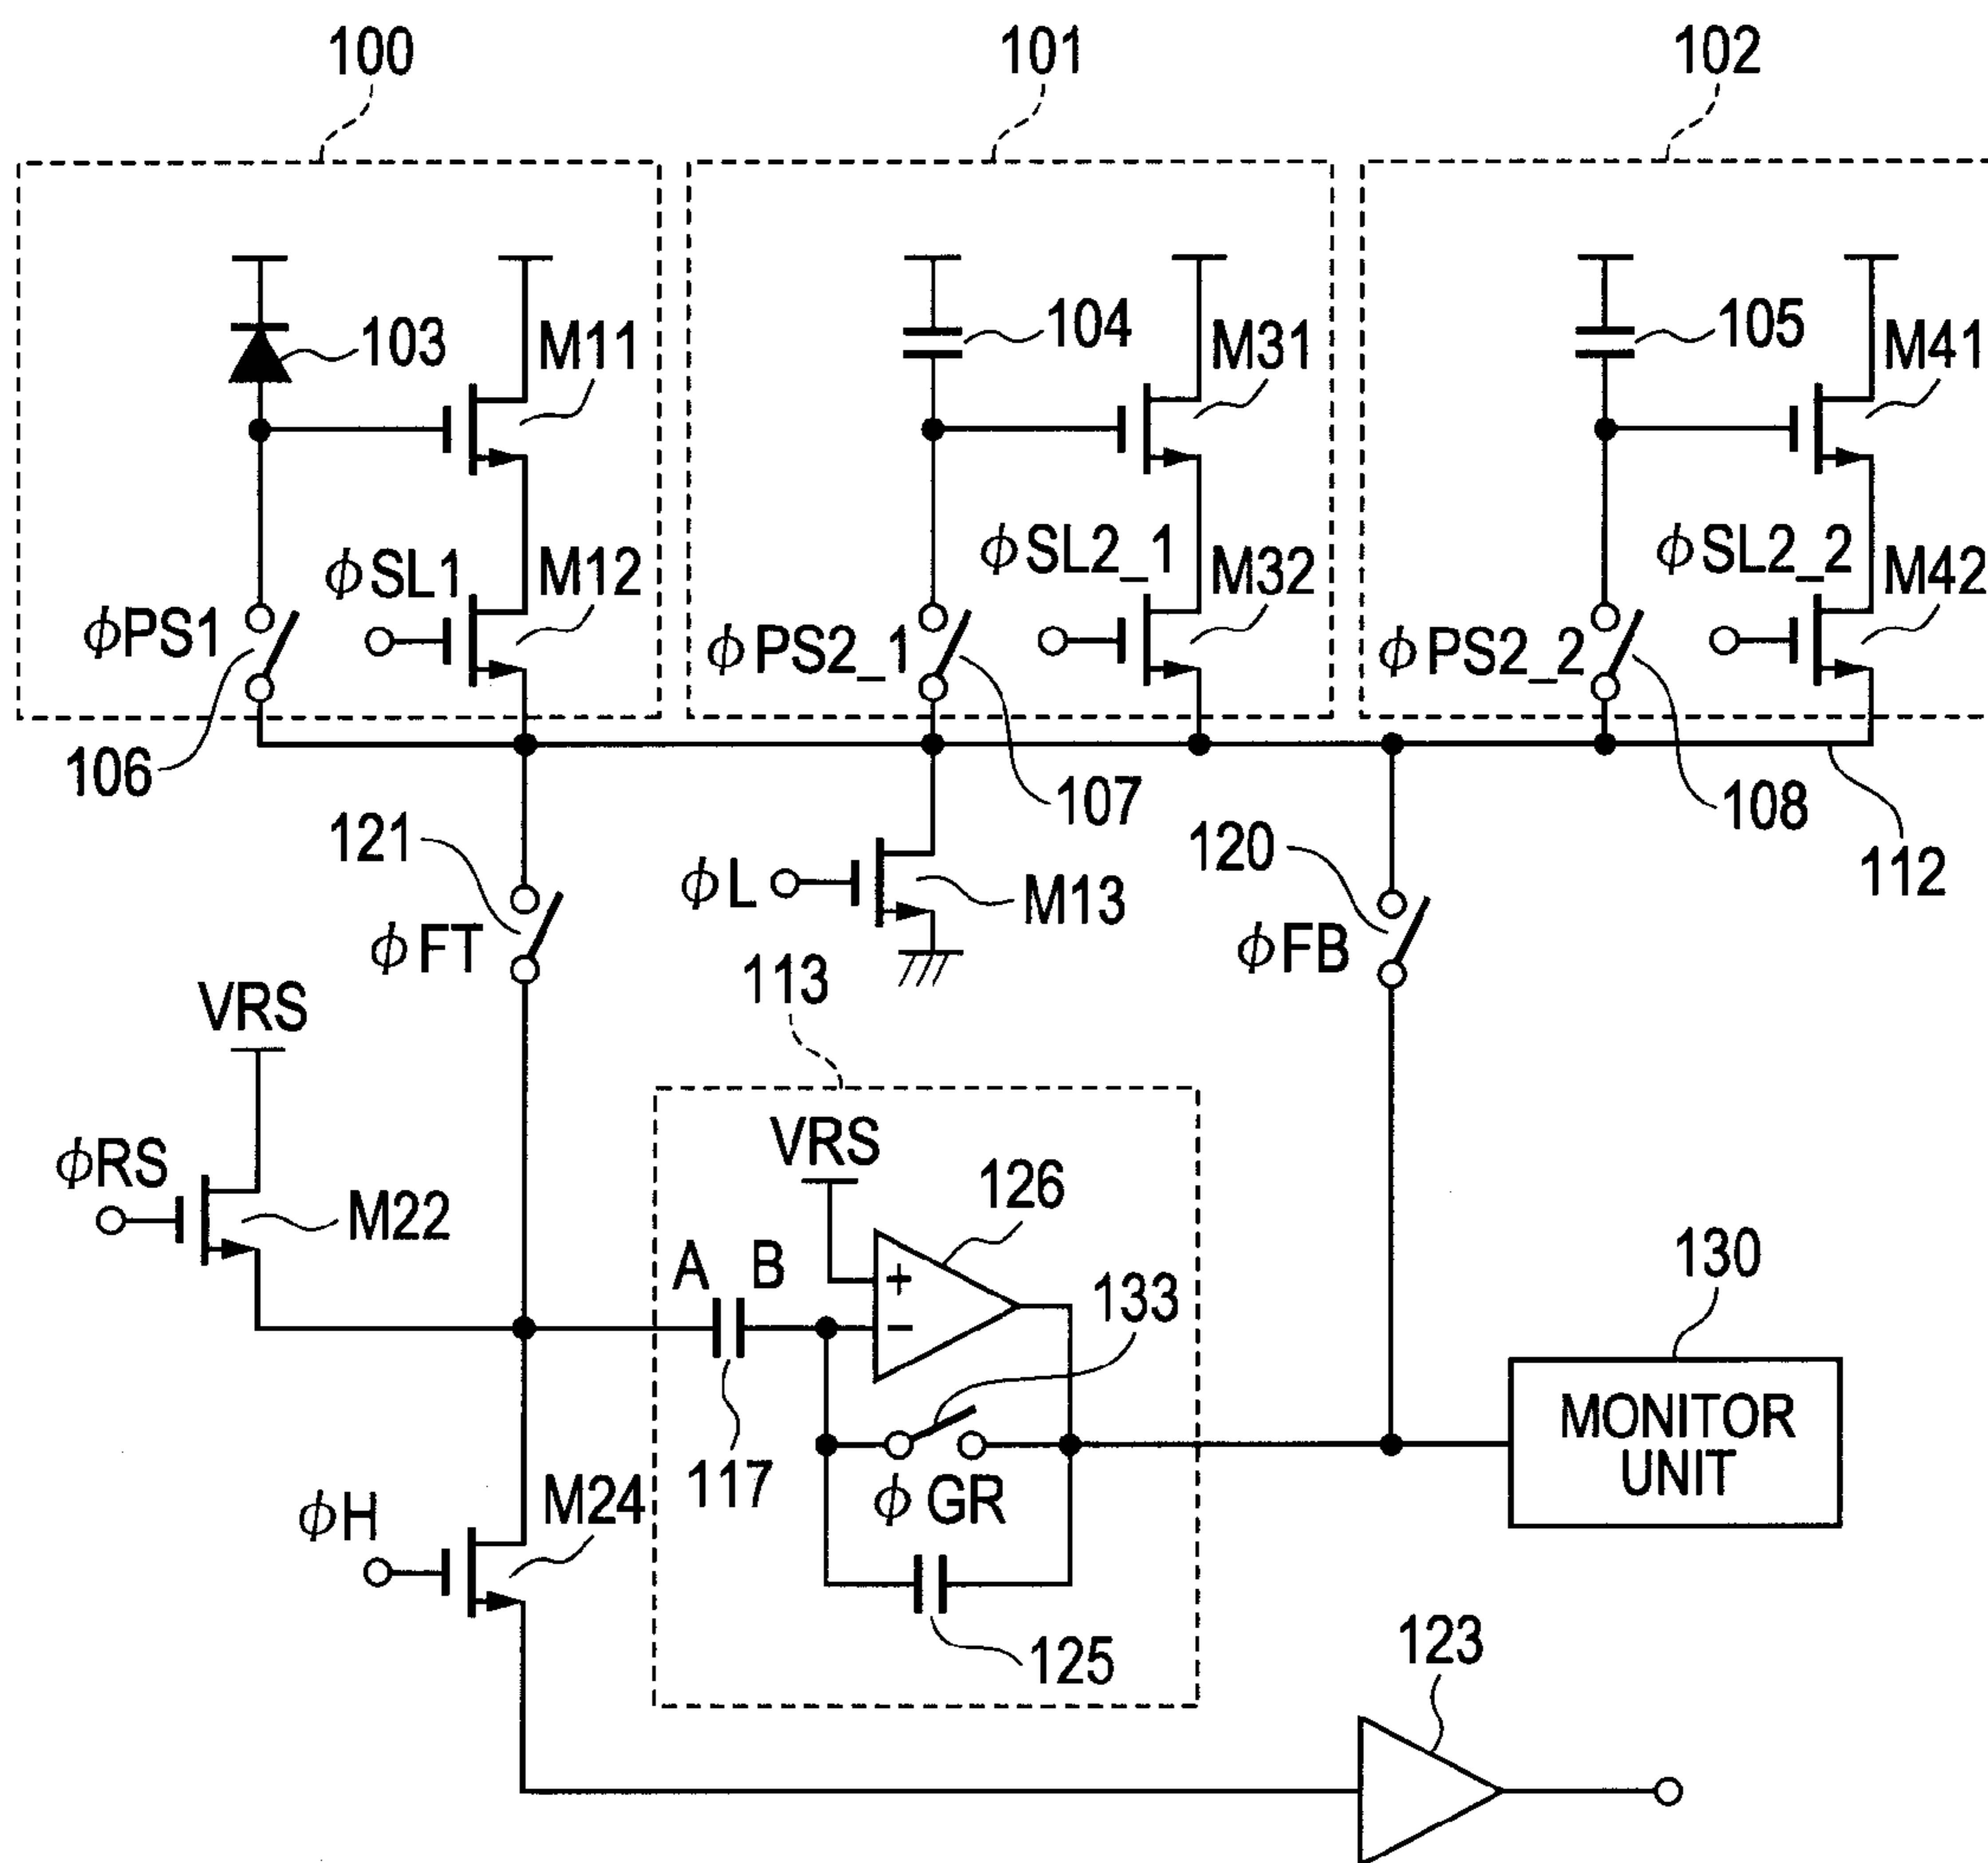 100
101
102
103
M11
104
M31
105
M41
ϕSL1
M12
ϕSL2_1
M32
ϕSL2_2
M42
ϕPS1
ϕPS2_1
ϕPS2_2
106
107
108
121
120
112
ϕL
M13
ϕFT
ϕFB
113
VRS
VRS
126
ϕRS
M22
A
B
133
130
+
−
MONITOR
UNIT
117
ϕGR
ϕH
M24
125
123